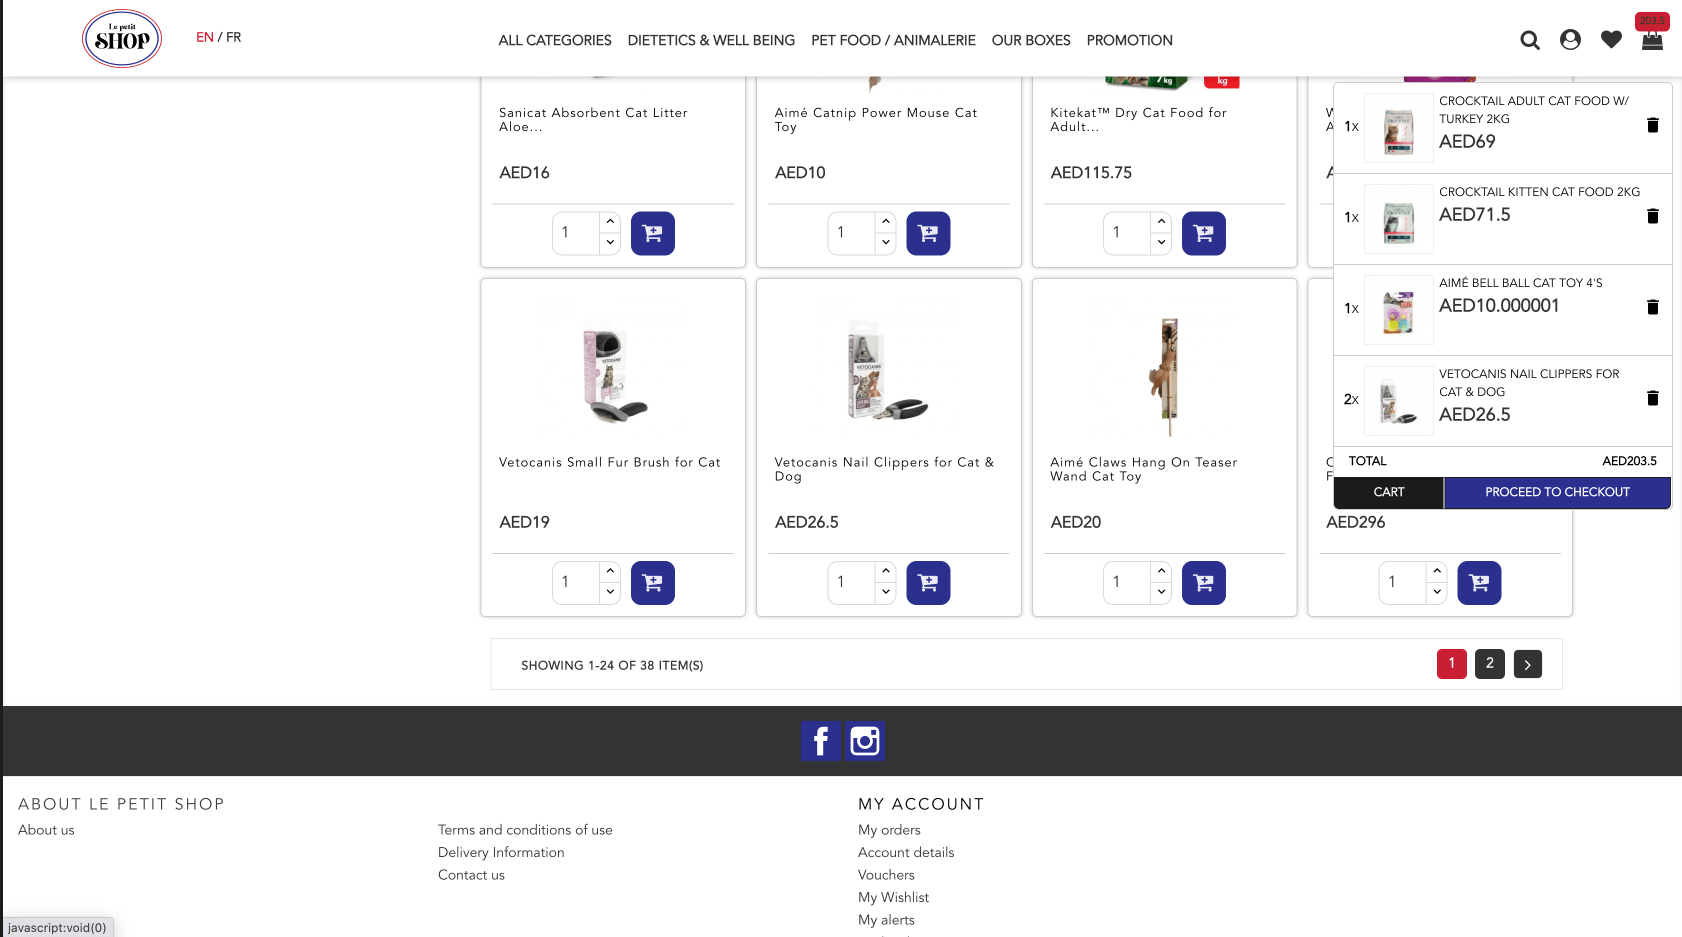 Le petit
SHOP
EN / FR
ALL CATEGORIES
DIETETICS & WELL BEING
PET FOOD / ANIMALERIE
OUR BOXES
PROMOTION
203.5
7kg
kg
Sanicat Absorbent Cat Litter
Aloe...
AED16
1
Aimé Catnip Power Mouse Cat
Toy
AED10
1
Kitekat™ Dry Cat Food for
Adult...
AED115.75
1
1x
CROCKTAIL ADULT CAT FOOD W/
TURKEY 2KG
AED69
1x
CROCKTAIL KITTEN CAT FOOD 2KG
AED71.5
1x
AIMÉ BELL BALL CAT TOY 4'S
AED10.000001
2x
VETOCANIS NAIL CLIPPERS FOR
CAT & DOG
AED26.5
TOTAL
AED203.5
CART
PROCEED TO CHECKOUT
VETOCANIS
Vetocanis Small Fur Brush for Cat
AED19
1
VETOCANIS
Vetocanis Nail Clippers for Cat &
Dog
AED26.5
1
Aimé Claws Hang On Teaser
Wand Cat Toy
AED20
1
AED296
1
SHOWING 1-24 OF 38 ITEM(S)
1
2
ABOUT LE PETIT SHOP
About us
Terms and conditions of use
Delivery Information
Contact us
MY ACCOUNT
My orders
Account details
Vouchers
My Wishlist
My alerts
javascript:void(0)